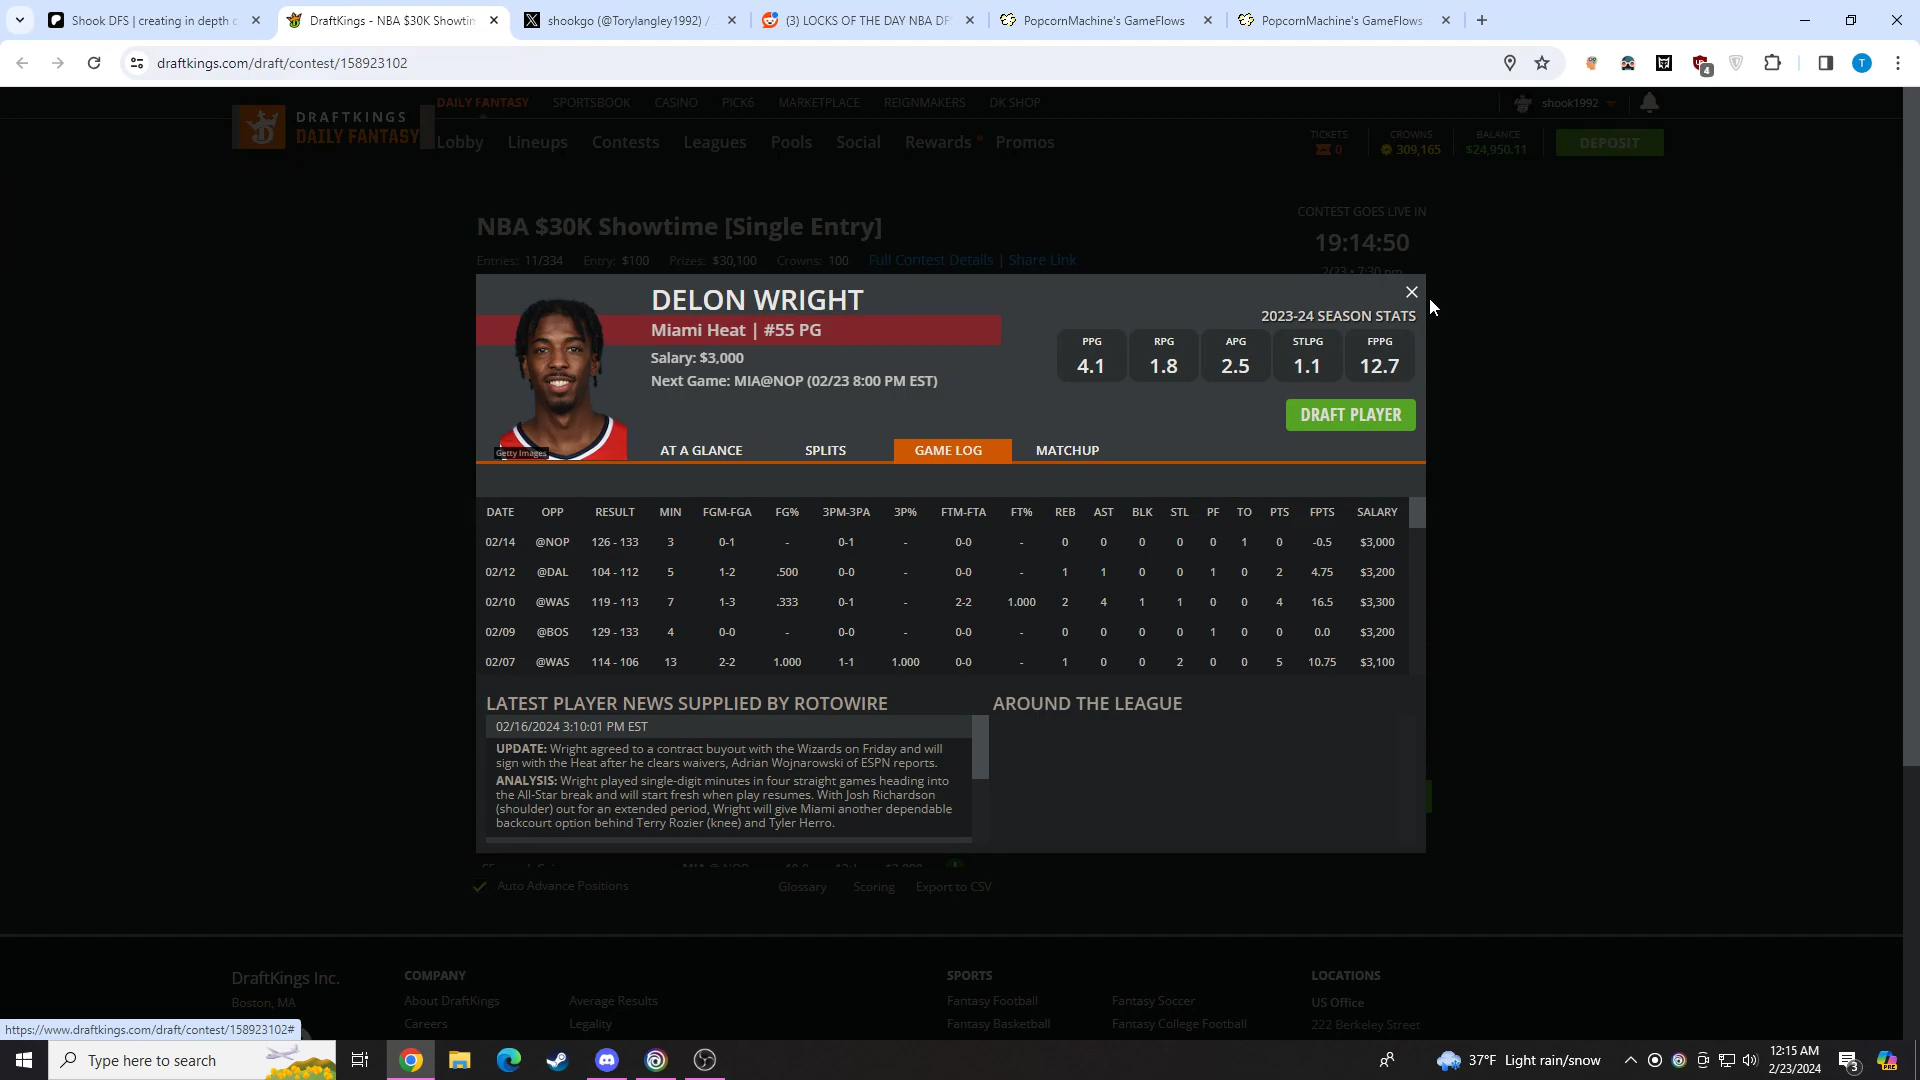 Shook DFS | creating in depth c
DraftKings - NBA $30K Showtim
shookgo (@Torylangley1992) /
(3) LOCKS OF THE DAY NBA DF
PopcornMachine's GameFlows
PopcornMachine's GameFlows
draftkings.com/draft/contest/158923102
4
T
DRAFTKINGS
DAILY FANTASY
DAILY FANTASY SPORTSBOOK CASINO PICK6 MARKETPLACE REIGNMAKERS DK SHOP
shook1992
Lobby Lineups Contests Leagues Pools Social Rewards Promos
TICKETS
0
CROWNS
309,165
BALANCE
$24,950.11
DEPOSIT
NBA $30K Showtime [Single Entry]
Entries: 11/334 Entry: $100 Prizes: $30,100 Crowns: 100 Full Contest Details | Share Link
CONTEST GOES LIVE IN
19:14:50
2/23 • 7:30 pm
DELON WRIGHT
Miami Heat | #55 PG
Salary: $3,000
Next Game: MIA@NOP (02/23 8:00 PM EST)
Getty Images
2023-24 SEASON STATS
PPG RPG APG STLPG FPPG
4.1 1.8 2.5 1.1 12.7
DRAFT PLAYER
AT A GLANCE SPLITS GAME LOG MATCHUP
DATE OPP RESULT MIN FGM-FGA FG% 3PM-3PA 3P% FTM-FTA FT% REB AST BLK STL PF TO PTS FPTS SALARY
02/14 @NOP 126 - 133 3 0-1 - 0-1 - 0-0 - 0 0 0 0 0 1 0 -0.5 $3,000
02/12 @DAL 104 - 112 5 1-2 .500 0-0 - 0-0 - 1 1 0 0 1 0 2 4.75 $3,200
02/10 @WAS 119 - 113 7 1-3 .333 0-1 - 2-2 1.000 2 4 1 1 0 0 4 16.5 $3,300
02/09 @BOS 129 - 133 4 0-0 - 0-0 - 0-0 - 0 0 0 0 1 0 0 0.0 $3,200
02/07 @WAS 114 - 106 13 2-2 1.000 1-1 1.000 0-0 - 1 0 0 2 0 0 5 10.75 $3,100
LATEST PLAYER NEWS SUPPLIED BY ROTOWIRE
02/16/2024 3:10:01 PM EST
UPDATE: Wright agreed to a contract buyout with the Wizards on Friday and will
sign with the Heat after he clears waivers, Adrian Wojnarowski of ESPN reports.
ANALYSIS: Wright played single-digit minutes in four straight games heading into
the All-Star break and will start fresh when play resumes. With Josh Richardson
(shoulder) out for an extended period, Wright will give Miami another dependable
backcourt option behind Terry Rozier (knee) and Tyler Herro.
AROUND THE LEAGUE
Auto Advance Positions
Glossary Scoring Export to CSV
DraftKings Inc.
Boston, MA
COMPANY
About DraftKings
Careers
Average Results
Legality
SPORTS
Fantasy Football
Fantasy Basketball
Fantasy Soccer
Fantasy College Football
LOCATIONS
US Office
222 Berkeley Street
https://www.draftkings.com/draft/contest/158923102#
Type here to search
37°F Light rain/snow
12:15 AM
2/23/2024
3